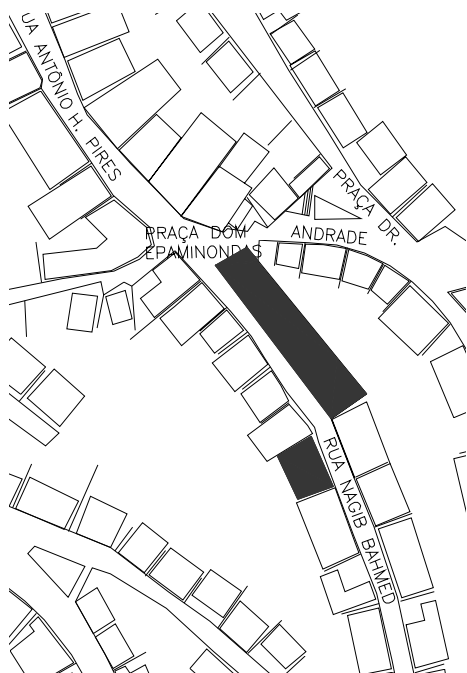 UA ANTÔNIO H. PIRES
PRAÇA DOM
EPAMINONDAS
ANDRADE
PRAÇA DR.
RUA NAGIB BAHMED